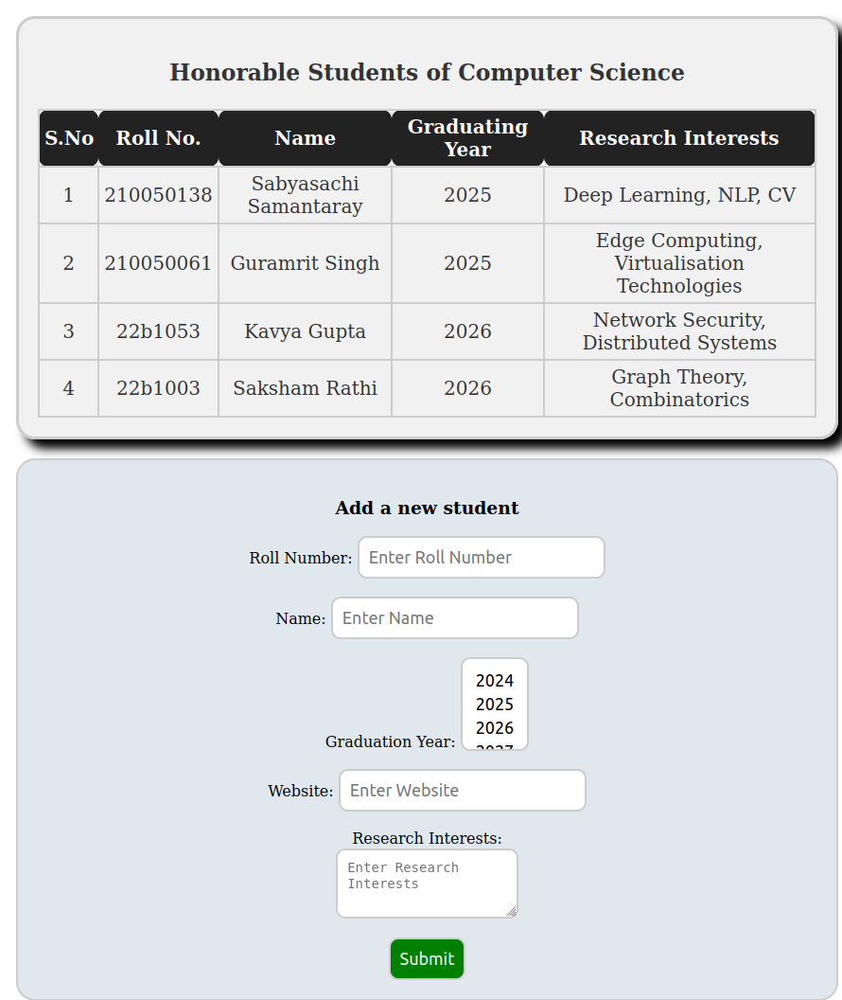 Honorable Students of Computer Science
S.No Roll No. Name Graduating Year Research Interests
1 210050138 Sabyasachi Samantaray 2025 Deep Learning, NLP, CV
2 210050061 Guramrit Singh 2025 Edge Computing, Virtualisation Technologies
3 22b1053 Kavya Gupta 2026 Network Security, Distributed Systems
4 22b1003 Saksham Rathi 2026 Graph Theory, Combinatorics
Add a new student
Roll Number: Enter Roll Number
Name: Enter Name
2024
2025
2026
2027
Graduation Year:
Website: Enter Website
Research Interests:
Enter Research
Interests
Submit